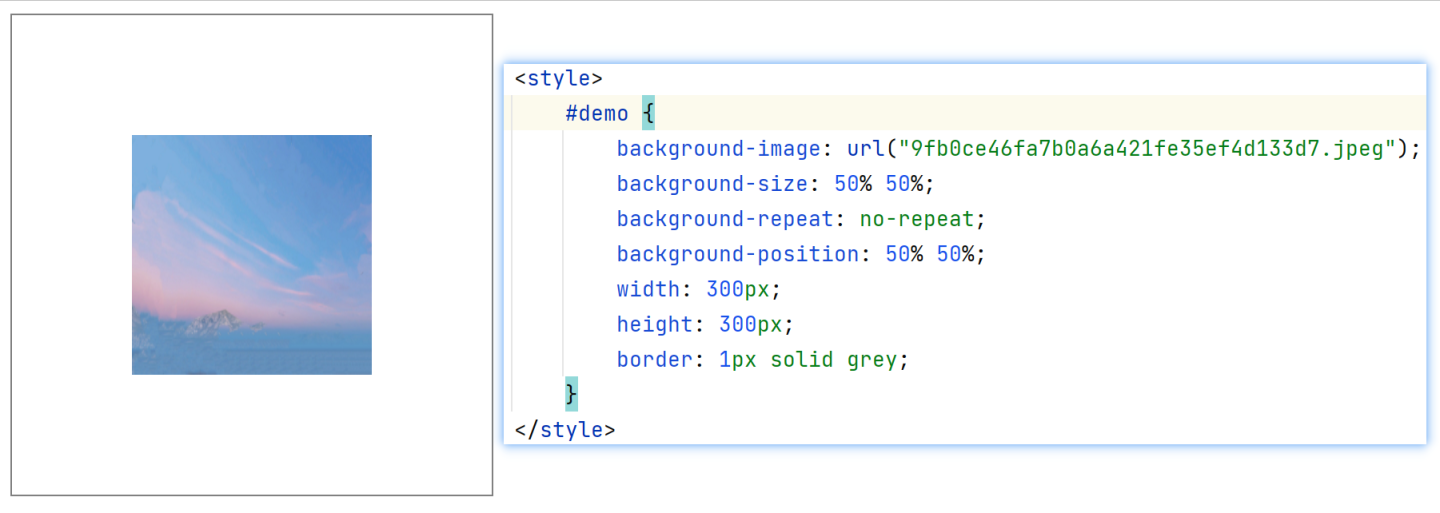 <style>
#demo {
background-image: url("9fb0ce46fa7b0a6a421fe35ef4d133d7.jpeg");
background-size: 50% 50%;
background-repeat: no-repeat;
background-position: 50% 50%;
width: 300px;
height: 300px;
border: 1px solid grey;
}
</style>